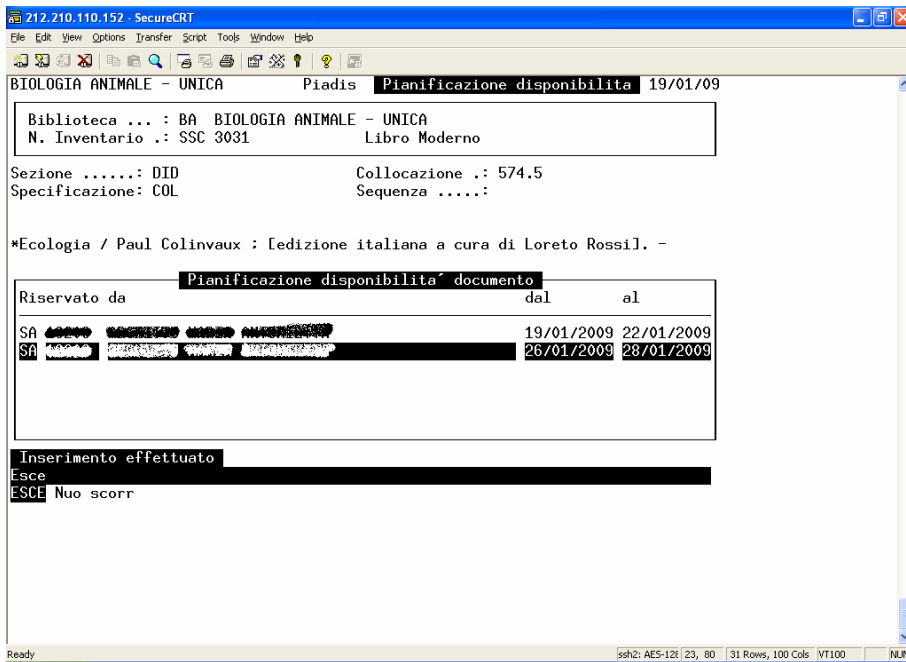 212.210.110.152 - SecureCRT
File Edit View Options Transfer Script Tools Window Help
BIOLOGIA ANIMALE - UNICA Piadis Pianificazione disponibilita 19/01/09
Biblioteca ... : BA BIOLOGIA ANIMALE - UNICA
N. Inventario .: SSC 3031 Libro Moderno
Sezione ......: DID Collocazione .: 574.5
Specificazione: COL Sequenza .....:
*Ecologia / Paul Colinvaux ; [edizione italiana a cura di Loreto Rossi]. -
Pianificazione disponibilita´ documento
Riservato da dal al
SA 19/01/2009 22/01/2009
SA 26/01/2009 28/01/2009
Inserimento effettuato
Esce
ESCE Nuo scorr
Ready ssh2: AES-128 23, 80 31 Rows, 100 Cols VT100 NUM